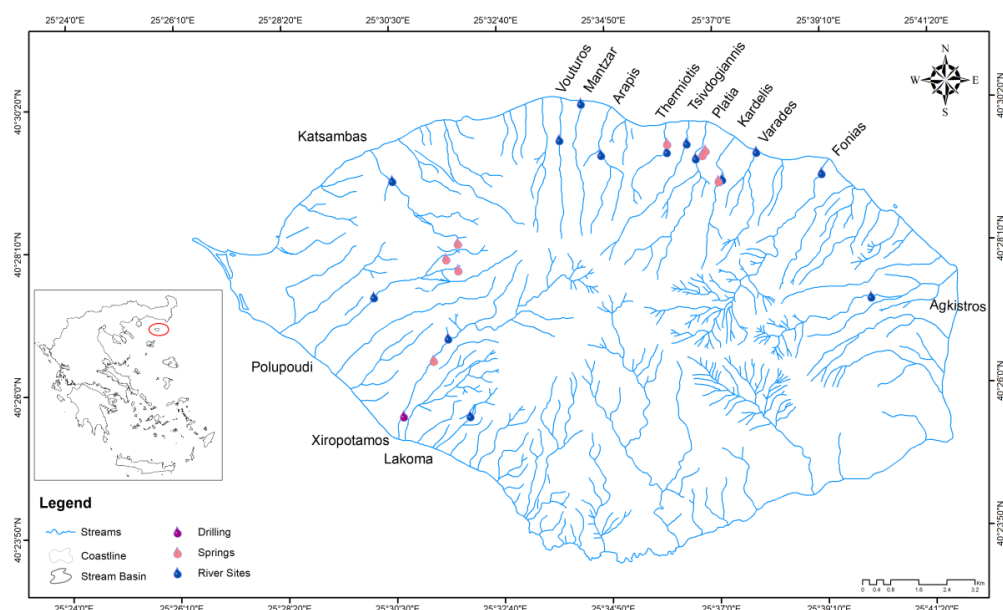 25°24'0"E 25°26'10"E 25°28'20"E 25°30'30"E 25°32'40"E 25°34'50"E 25°37'0"E 25°39'10"E 25°41'20"E
40°30'20"N
40°30'20"N
N
W E
S
Vouturos
Mantzar
Arapis
Thermiotis
Tsivdogiannis
Platia
Kardelis
Varades
Fonias
Katsambas
40°28'10"N
40°28'10"N
Agkistros
Polupoudi
40°26'0"N
40°26'0"N
Xiropotamos
Lakoma
Legend
Streams
Coastline
Stream Basin
Drilling
Springs
River Sites
40°23'50"N
40°23'50"N
0 0.4 0.8 1.6 2.4 3.2 Km
25°24'0"E 25°26'10"E 25°28'20"E 25°30'30"E 25°32'40"E 25°34'50"E 25°37'0"E 25°39'10"E 25°41'20"E